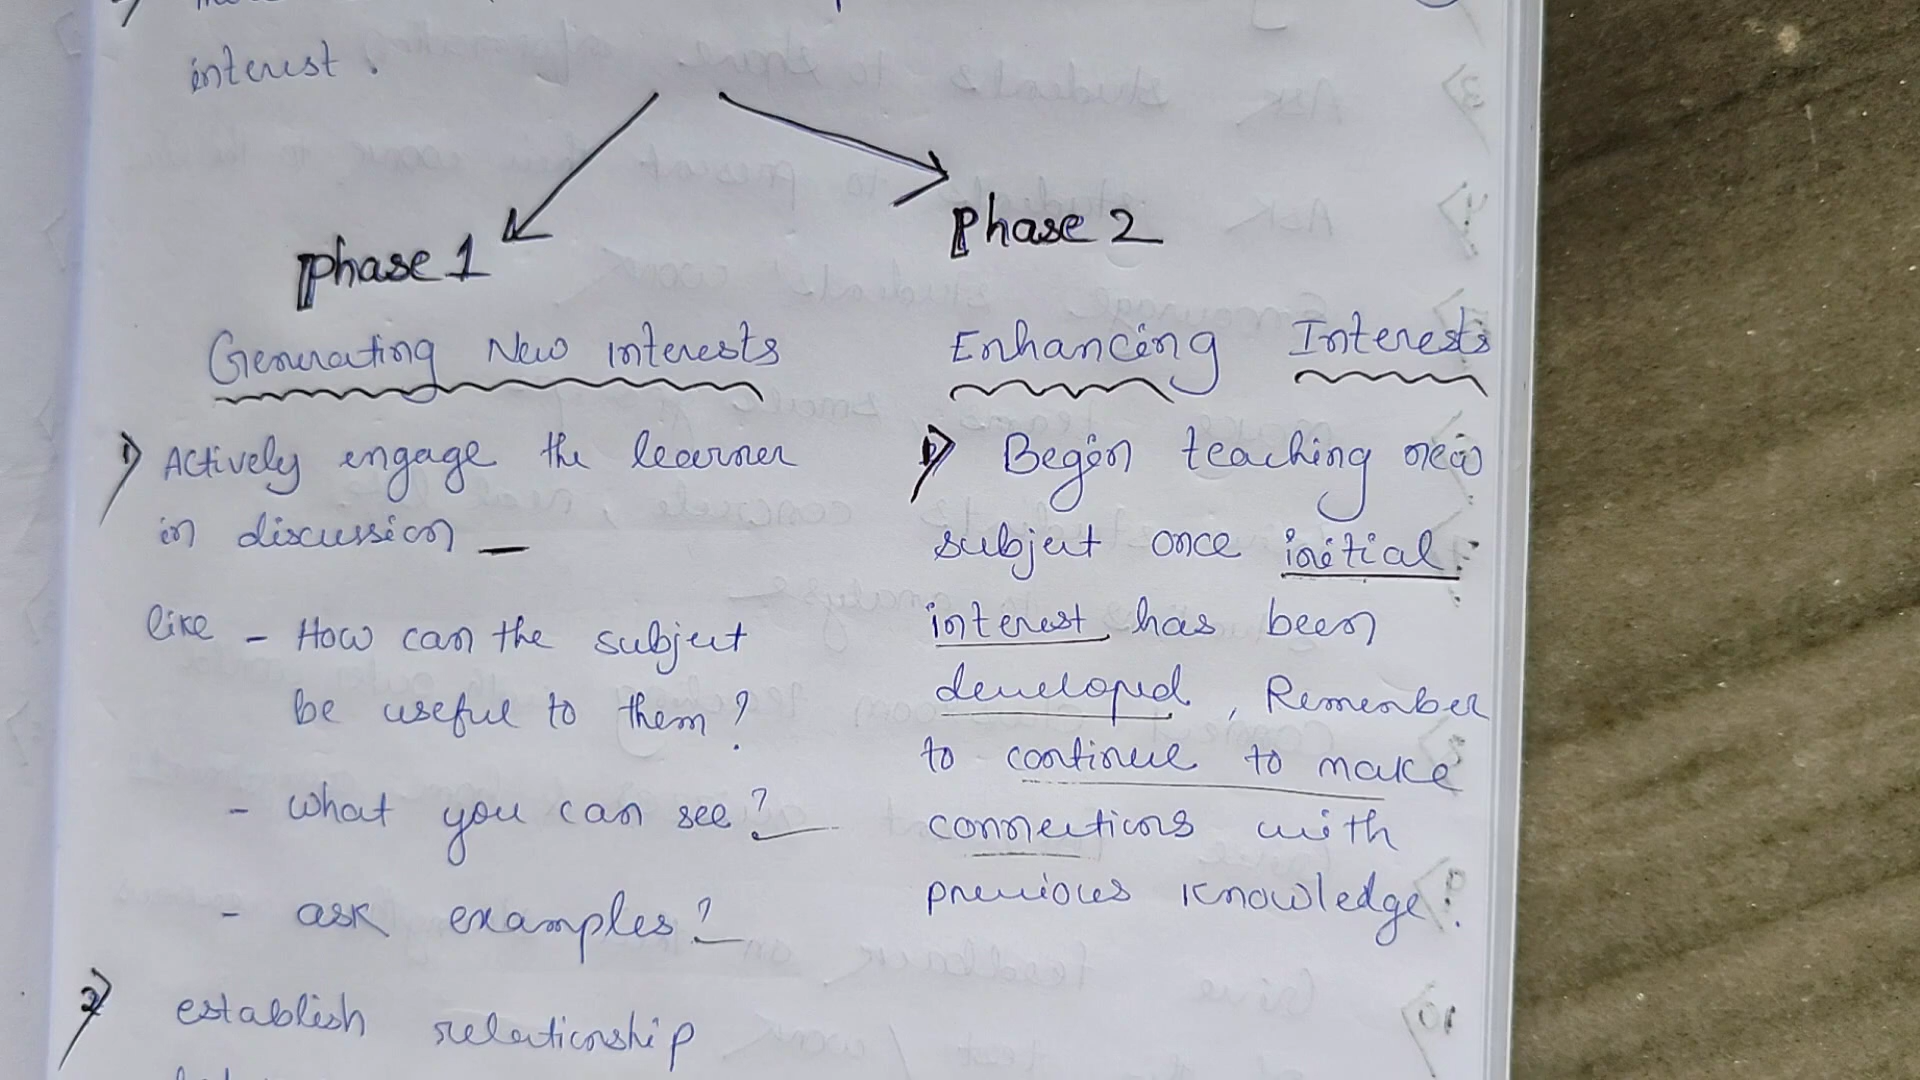 interest.
Phase 1
Generating New interests
1) Actively engage the learner
in discussion –
like - How can the subject
be useful to them?
- what you can see?
- ask examples?
2) establish relationship
Phase 2
Enhancing Interests
1) Begin teaching new
subject once initial
interest has been
developed, Remember
to continue to make
connections with
previous knowledge.